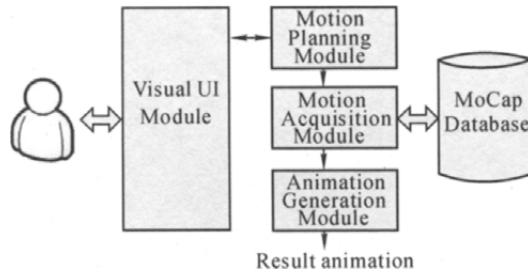 Visual UI
Module
Motion
Planning
Module
Motion
Acquisition
Module
Animation
Generation
Module
MoCap
Database
Result animation